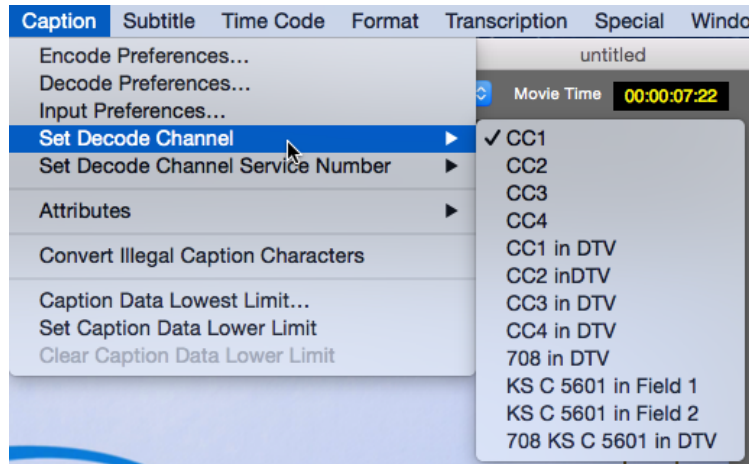 Caption Subtitle Time Code Format Transcription Special
untitled
Movie Time 00:00:07:22
Encode Preferences...
Decode Preferences...
Input Preferences...
Set Decode Channel
Set Decode Channel Service Number
Attributes
Convert Illegal Caption Characters
Caption Data Lowest Limit...
Set Caption Data Lower Limit
Clear Caption Data Lower Limit
✓ CC1
CC2
CC3
CC4
CC1 in DTV
CC2 inDTV
CC3 in DTV
CC4 in DTV
708 in DTV
KS C 5601 in Field 1
KS C 5601 in Field 2
708 KS C 5601 in DTV